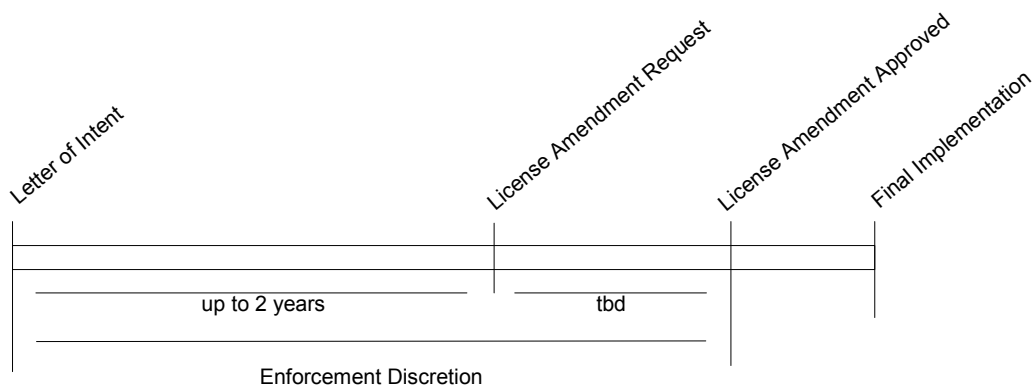 Letter of Intent
License Amendment Request
License Amendment Approved
Final Implementation
up to 2 years
tbd
Enforcement Discretion